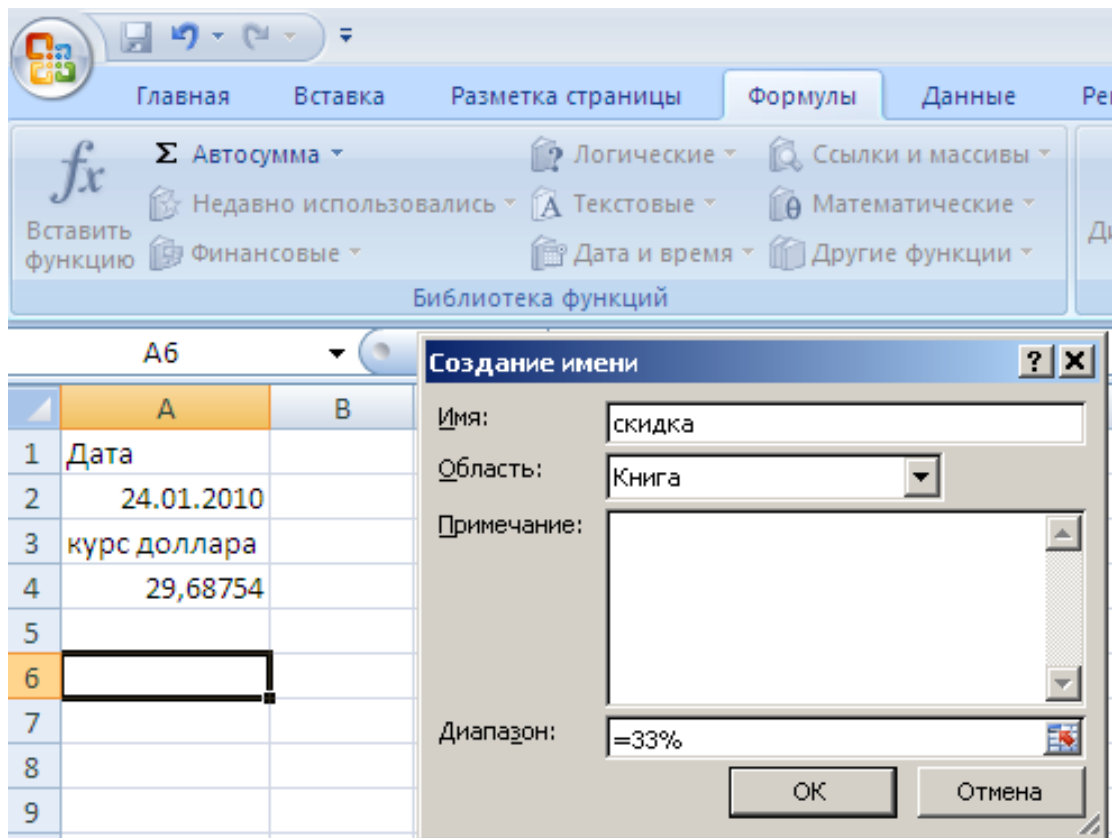 Главная Вставка Разметка страницы Формулы Данные
fx Вставить функцию
Σ Автосумма
Недавно использовались
Финансовые
Логические
Текстовые
Дата и время
Ссылки и массивы
Математические
Другие функции
Библиотека функций
A6
A B
1 Дата
2 24.01.2010
3 курс доллара
4 29,68754
5
6
7
8
9
Создание имени
Имя: скидка
Область: Книга
Примечание:
Диапазон: =33%
ОК Отмена